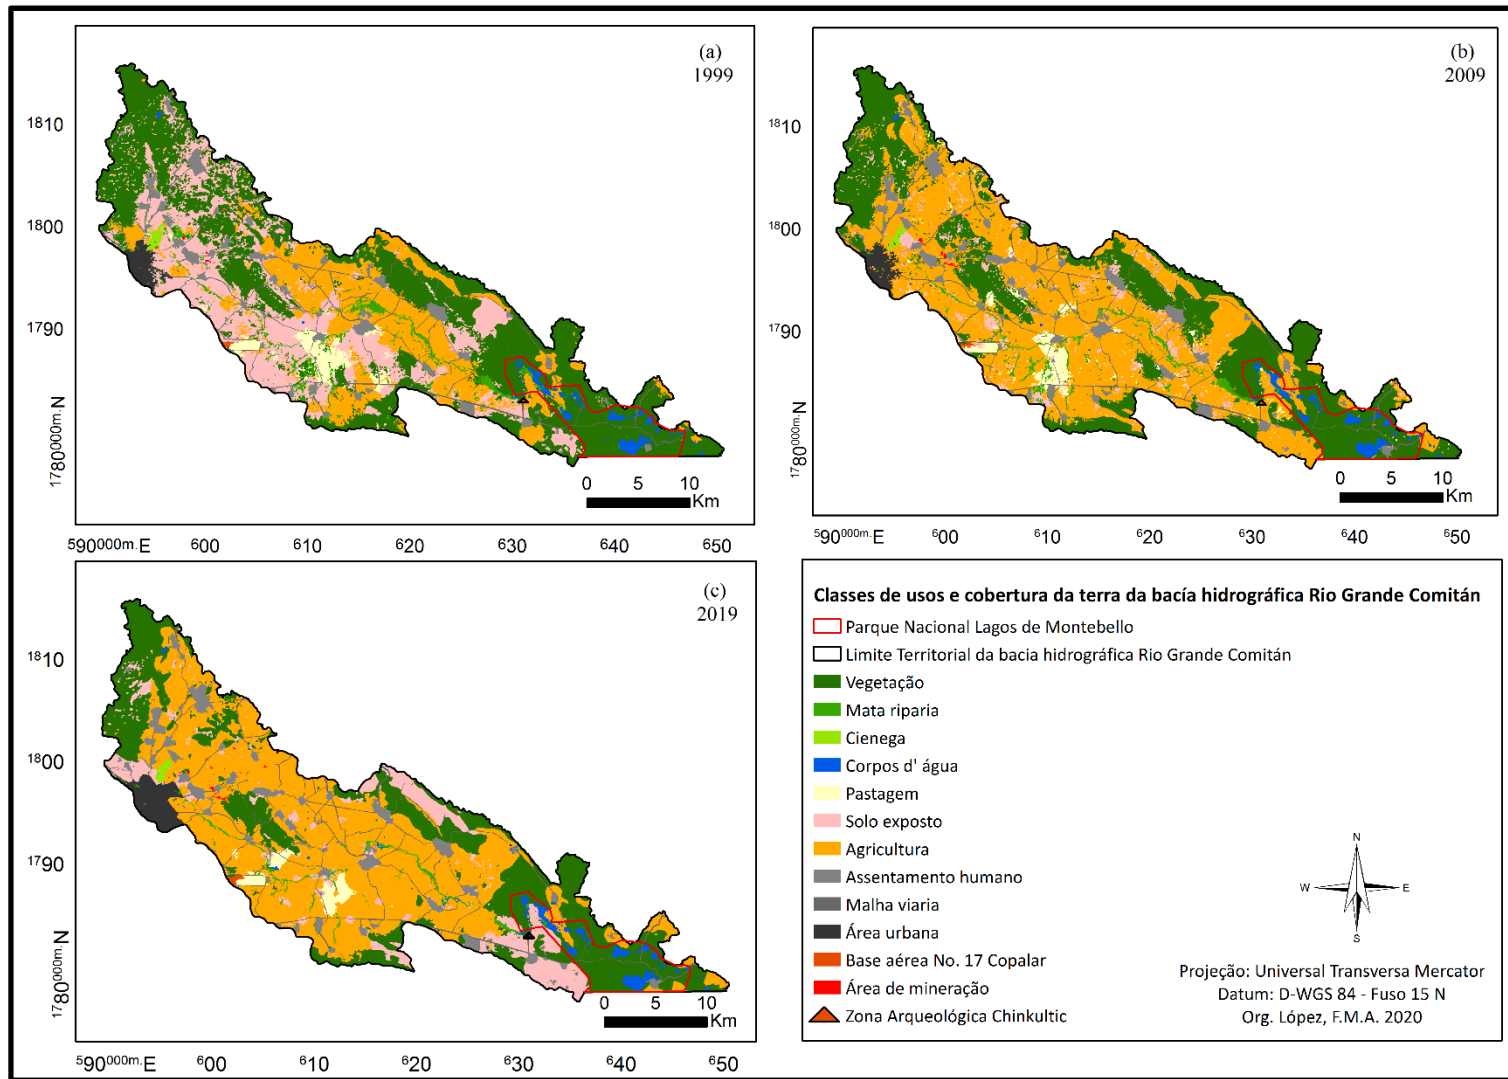 (a)
1999
1810
1800
1790
1780000m.N
0 5 10
Km
590000m.E 600 610 620 630 640 650
(b)
2009
1810
1800
1790
1780000m.N
0 5 10
Km
590000m.E 600 610 620 630 640 650
(c)
2019
1810
1800
1790
1780000m.N
0 5 10
Km
590000m.E 600 610 620 630 640 650
Classes de usos e cobertura da terra da bacía hidrográfica Rio Grande Comitán
Parque Nacional Lagos de Montebello
Limite Territorial da bacia hidrográfica Rio Grande Comitán
Vegetação
Mata riparia
Cienega
Corpos d' água
Pastagem
Solo exposto
Agricultura
Assentamento humano
Malha viaria
Área urbana
Base aérea No. 17 Copalar
Área de mineração
Zona Arqueológica Chinkultic
N
W E
S
Projeção: Universal Transversa Mercator
Datum: D-WGS 84 - Fuso 15 N
Org. López, F.M.A. 2020